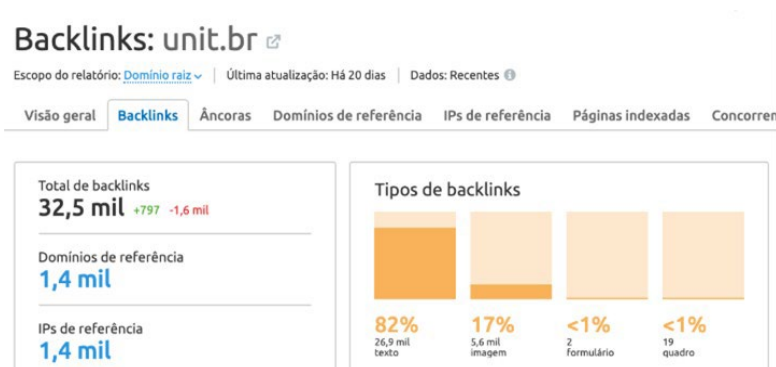 Backlinks: unit.br
Escopo do relatório: Domínio raiz Última atualização: Há 20 dias Dados: Recentes
Visão geral Backlinks Âncoras Domínios de referência IPs de referência Páginas indexadas Concorren
Total de backlinks
32,5 mil +797 -1,6 mil
Domínios de referência
1,4 mil
IPs de referência
1,4 mil
Tipos de backlinks
82% 17% <1% <1%
26,9 mil 5,6 mil 2 19
texto imagem formulário quadro